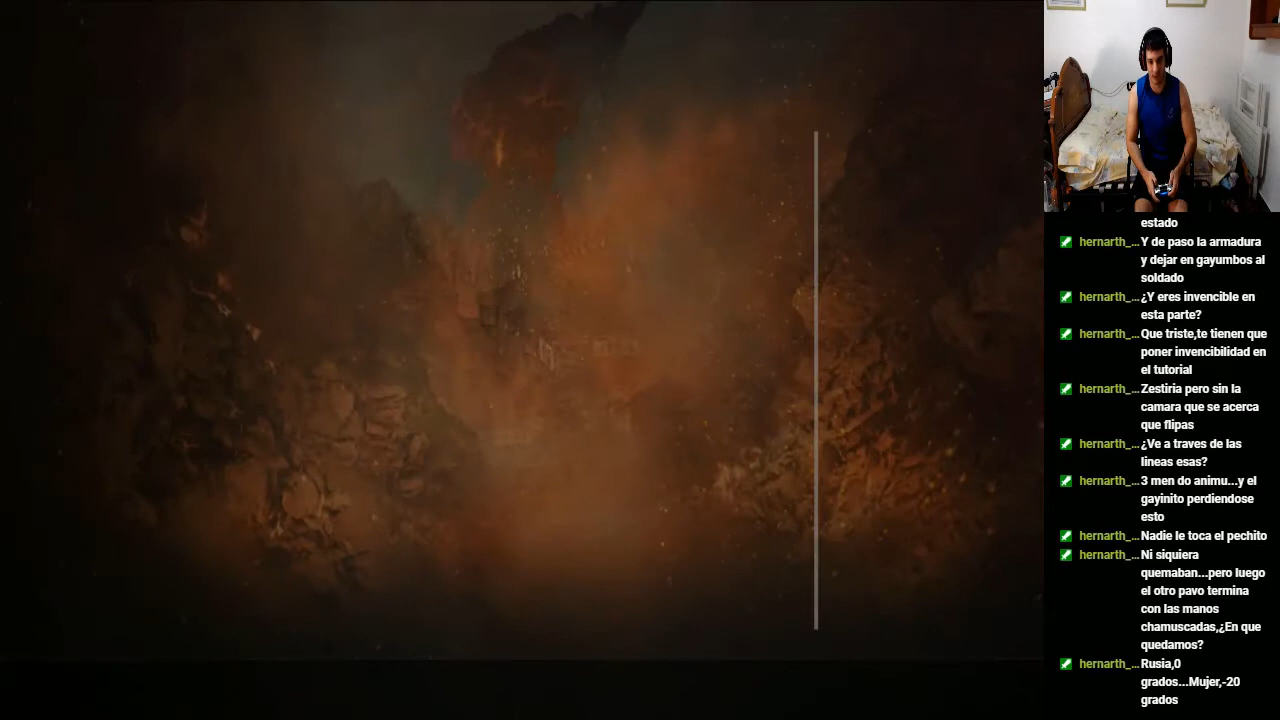 estado
hernarth_... Y de paso la armadura
y dejar en gayumbos al
soldado
hernarth_... ¿Y eres invencible en
esta parte?
hernarth_... Que triste,te tienen que
poner invencibilidad en
el tutorial
hernarth_... Zestiria pero sin la
camara que se acerca
que flipas
hernarth_... ¿Ve a traves de las
lineas esas?
hernarth_... 3 men do animu...y el
gayinito perdiendose
esto
hernarth_... Nadie le toca el pechito
hernarth_... Ni siquiera
quemaban...pero luego
el otro pavo termina
con las manos
chamuscadas,¿En que
quedamos?
hernarth_... Rusia,0
grados...Mujer,-20
grados